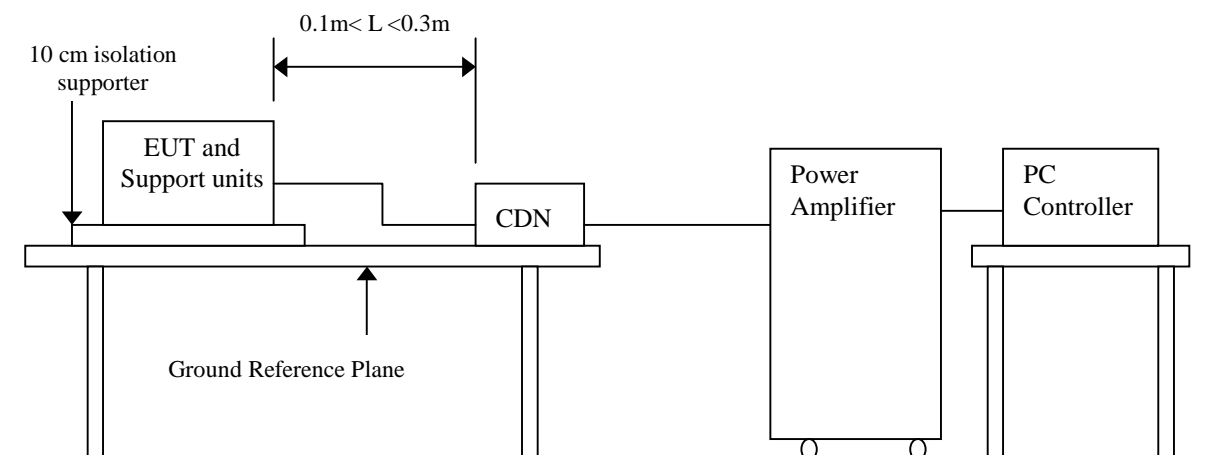 0.1m< L <0.3m
10 cm isolation
supporter
EUT and
Support units
CDN
Power
Amplifier
PC
Controller
Ground Reference Plane